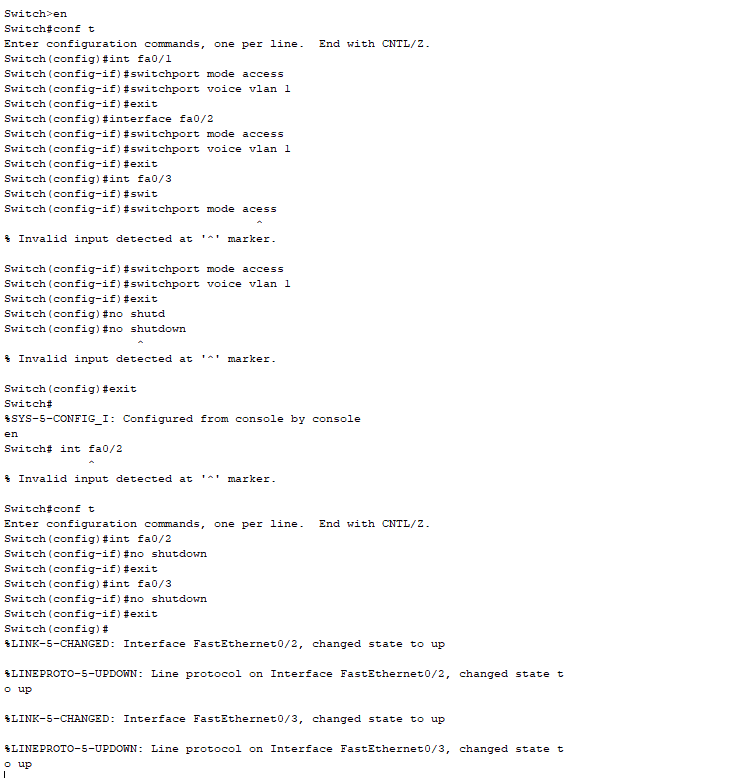 Switch>en
Switch#conf t
Enter configuration commands, one per line.  End with CNTL/Z.
Switch(config)#int fa0/1
Switch(config-if)#switchport mode access
Switch(config-if)#switchport voice vlan 1
Switch(config-if)#exit
Switch(config)#interface fa0/2
Switch(config-if)#switchport mode access
Switch(config-if)#switchport voice vlan 1
Switch(config-if)#exit
Switch(config)#int fa0/3
Switch(config-if)#swit
Switch(config-if)#switchport mode acess
                                   ^
% Invalid input detected at '^' marker.

Switch(config-if)#switchport mode access
Switch(config-if)#switchport voice vlan 1
Switch(config-if)#exit
Switch(config)#no shutd
Switch(config)#no shutdown
                  ^
% Invalid input detected at '^' marker.

Switch(config)#exit
Switch#
%SYS-5-CONFIG_I: Configured from console by console
en
Switch# int fa0/2
            ^
% Invalid input detected at '^' marker.

Switch#conf t
Enter configuration commands, one per line.  End with CNTL/Z.
Switch(config)#int fa0/2
Switch(config-if)#no shutdown
Switch(config-if)#exit
Switch(config)#int fa0/3
Switch(config-if)#no shutdown
Switch(config-if)#exit
Switch(config)#
%LINK-5-CHANGED: Interface FastEthernet0/2, changed state to up

%LINEPROTO-5-UPDOWN: Line protocol on Interface FastEthernet0/2, changed state t
o up

%LINK-5-CHANGED: Interface FastEthernet0/3, changed state to up

%LINEPROTO-5-UPDOWN: Line protocol on Interface FastEthernet0/3, changed state t
o up